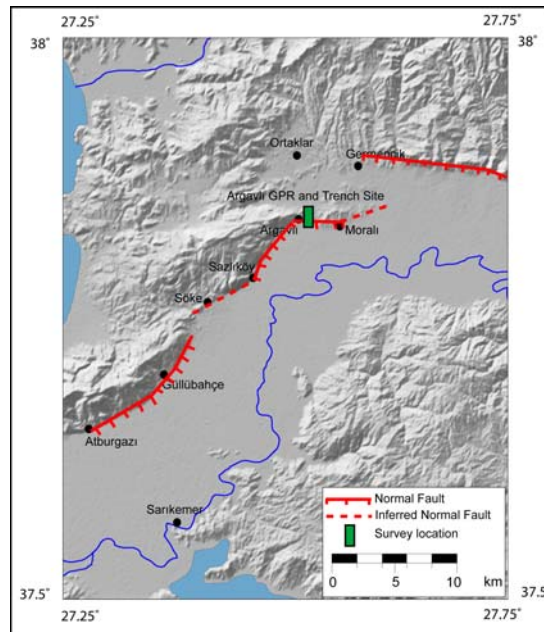 27.25°
27.75°
38°
38°
Ortaklar
Germencik
Argavlı GPR and Trench Site
Argavlı
Moralı
Sazlıköy
Söke
Güllübahçe
Atburgazı
Sarıkemer
Normal Fault
Inferred Normal Fault
Survey location
0 5 10
km
37.5°
37.5
27.25°
27.75°